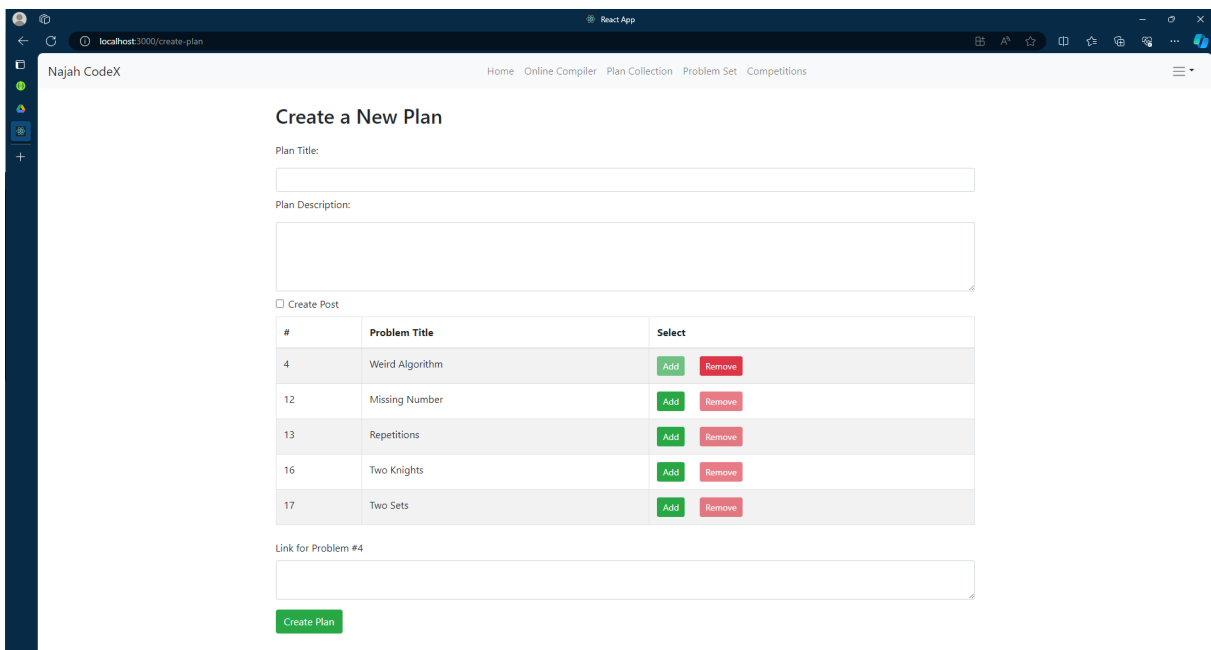 React App
localhost:3000/create-plan
Najah CodeX
Home Online Compiler Plan Collection Problem Set Competitions
Create a New Plan
Plan Title:
Plan Description:
Create Post
# Problem Title Select
4 Weird Algorithm Add Remove
12 Missing Number Add Remove
13 Repetitions Add Remove
16 Two Knights Add Remove
17 Two Sets Add Remove
Link for Problem #4
Create Plan